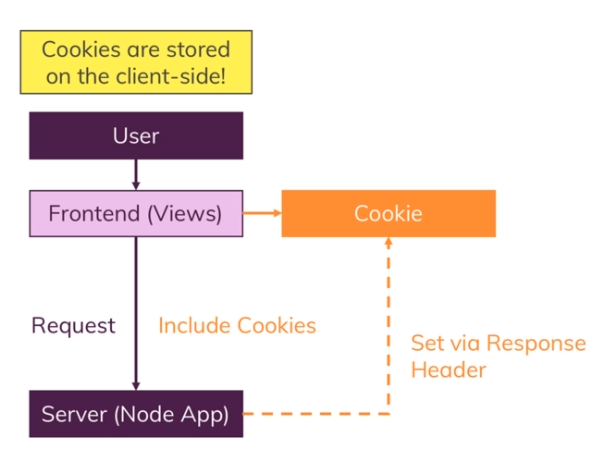 Cookies are stored
on the client-side!
User
Frontend (Views)
Cookie
Request
Include Cookies
Set via Response
Header
Server (Node App)